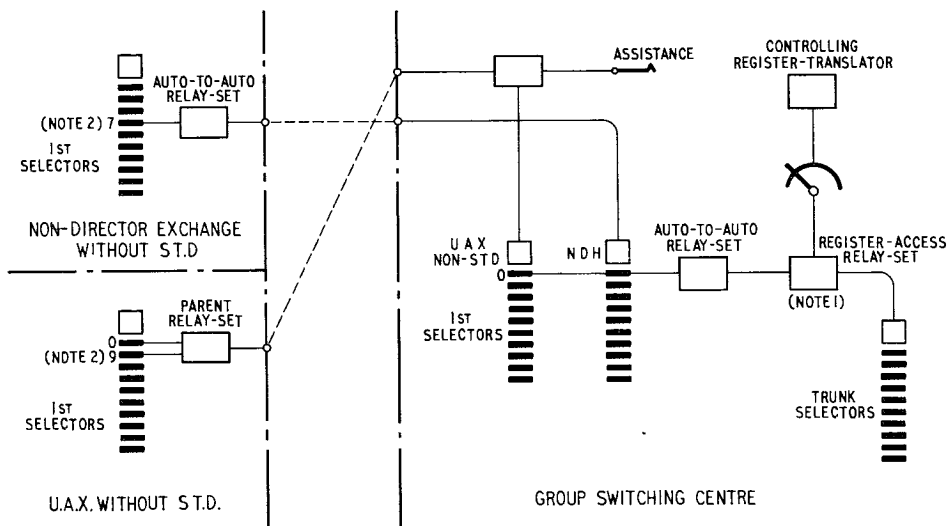 AUTO-TO-AUTO
RELAY-SET
(NOTE 2) 7
1ST
SELECTORS
NON-DIRECTOR EXCHANGE
WITHOUT S.T.D
PARENT
RELAY-SET
0
(NOTE 2) 9
1ST
SELECTORS
U.A.X. WITHOUT S.T.D.
ASSISTANCE
CONTROLLING
REGISTER-TRANSLATOR
U A X
NON-STD
0
NDH
1ST
SELECTORS
AUTO-TO-AUTO
RELAY-SET
REGISTER-ACCESS
RELAY-SET
(NOTE 1)
TRUNK
SELECTORS
GROUP SWITCHING CENTRE